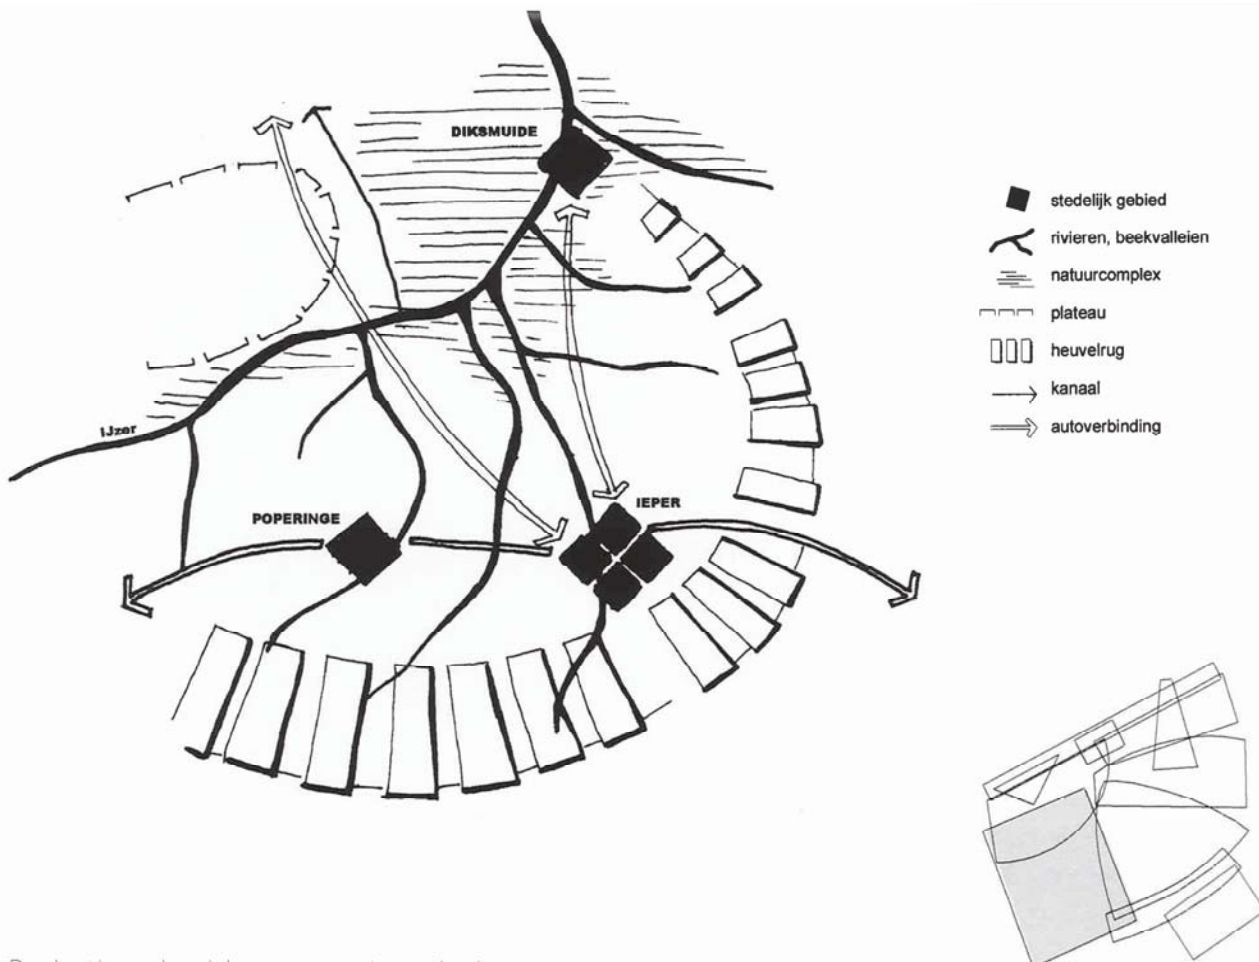 DIKSMUIDE
IJzer
POPERINGE
IEPER
stedelijk gebied
rivieren, beekvalleien
natuurcomplex
plateau
heuvelrug
kanaal
autoverbinding